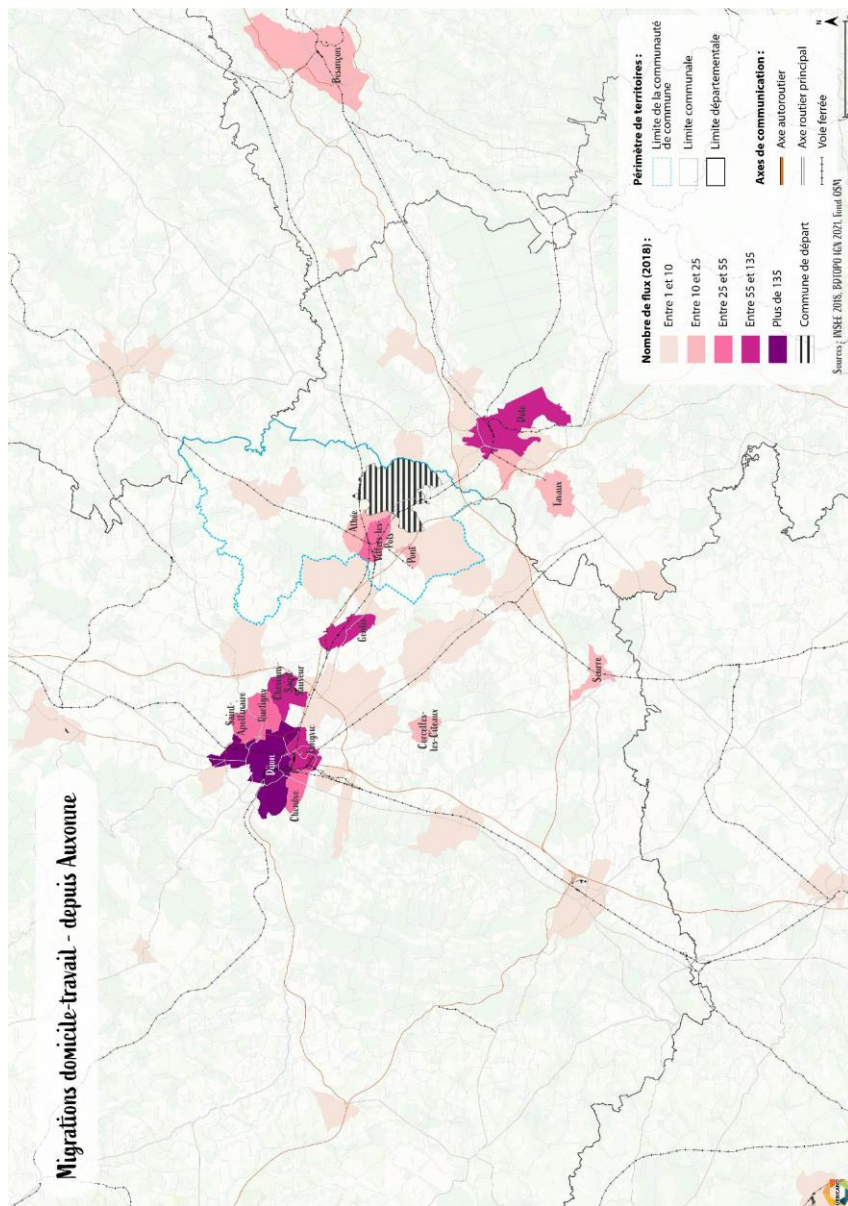 Migrations domicile-travail - depuis Auxonne
Besançon
Saint-
Apollinaire
Quetigny
Chevigny-
Saint-
Sauveur
Dijon
Longvic
Chenôve
Genlis
Athée
Villers-les-
Pots
Pont
Dole
Tavaux
Seurre
Corcelles-
les-Cîteaux
Nombre de flux (2018) :
Entre 1 et 10
Entre 10 et 25
Entre 25 et 55
Entre 55 et 135
Plus de 135
Commune de départ
Périmètre de territoires :
Limite de la communauté
de commune
Limite communale
Limite départementale
Axes de communication :
Axe autoroutier
Axe routier principal
Voie ferrée
N
Sources : INSEE 2018, BDTOPO IGN 2021, Fond OSM